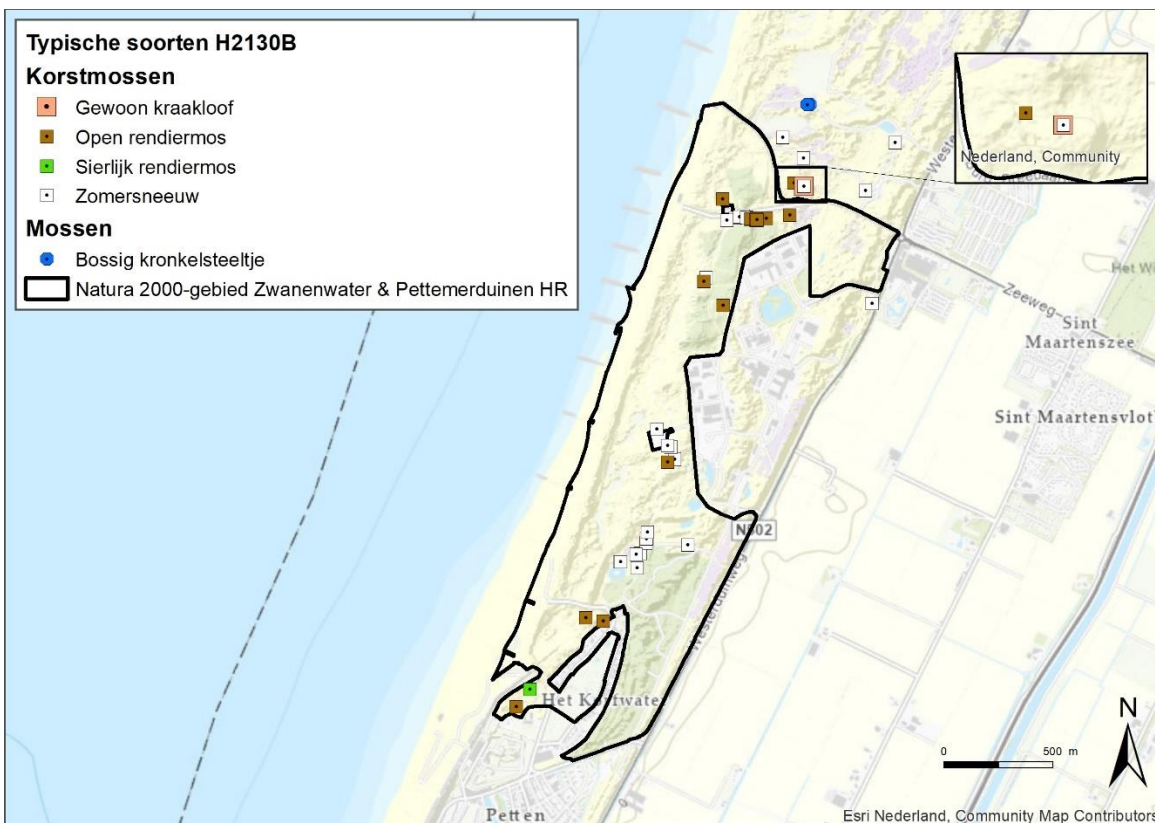 Typische soorten H2130B
Korstmossen
Gewoon kraakloof
Open rendiermos
Sierlijk rendiermos
Zomersneeuw
Mossen
Bossig kronkelsteeltje
Natura 2000-gebied Zwanenwater & Pettemerduinen HR
Nederland, Community
Zeeweg
Sint
Maartenszee
Sint Maartensvlot
N502
Westerduinweg
Het Korfwater
Petten
N
0 500 m
Esri Nederland, Community Map Contributors